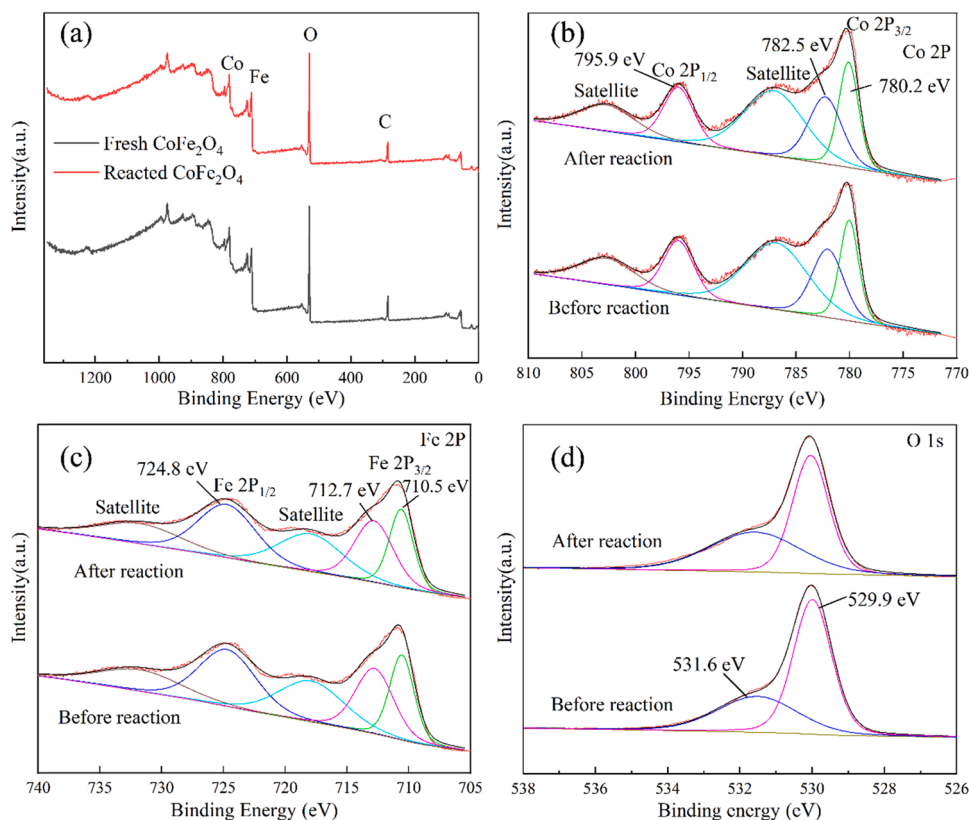 (a)
O
Co
Fe
C
Fresh CoFe₂O₄
Reacted CoFe₂O₄
Intensity(a.u.)
1200 1000 800 600 400 200 0
Binding Energy (eV)
(b)
Co 2P₃/₂
Co 2P
782.5 eV
795.9 eV
Co 2P₁/₂
Satellite
780.2 eV
Satellite
After reaction
Before reaction
Intensity(a.u.)
810 805 800 795 790 785 780 775 770
Binding Energy (eV)
(c)
Fe 2P
724.8 eV
Fe 2P₁/₂
Fe 2P₃/₂
712.7 eV
710.5 eV
Satellite
Satellite
After reaction
Before reaction
Intensity(a.u.)
740 735 730 725 720 715 710 705
Binding Energy (eV)
(d)
O 1s
After reaction
529.9 eV
531.6 eV
Before reaction
Intensity(a.u.)
538 536 534 532 530 528 526
Binding energy (eV)